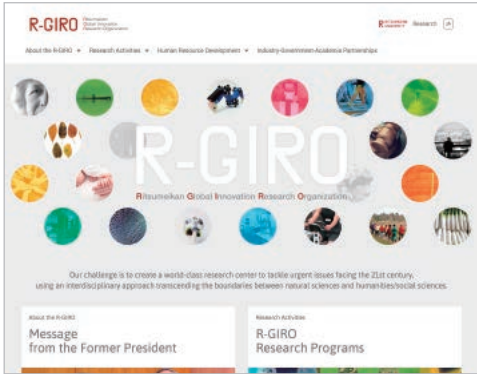 R-GIRO
Ritsumeikan
Global Innovation
Research Organization
Research
About the R-GIRO
Research Activities
Human Resource Development
Industry-Government-Academia Partnerships
R-GIRO
Ritsumeikan Global Innovation Research Organization
Our challenge is to create a world-class research center to tackle urgent issues facing the 21st century,
using an interdisciplinary approach transcending the boundaries between natural sciences and humanities/social sciences.
About the R-GIRO
Message
from the Former President
Research Activities
R-GIRO
Research Programs